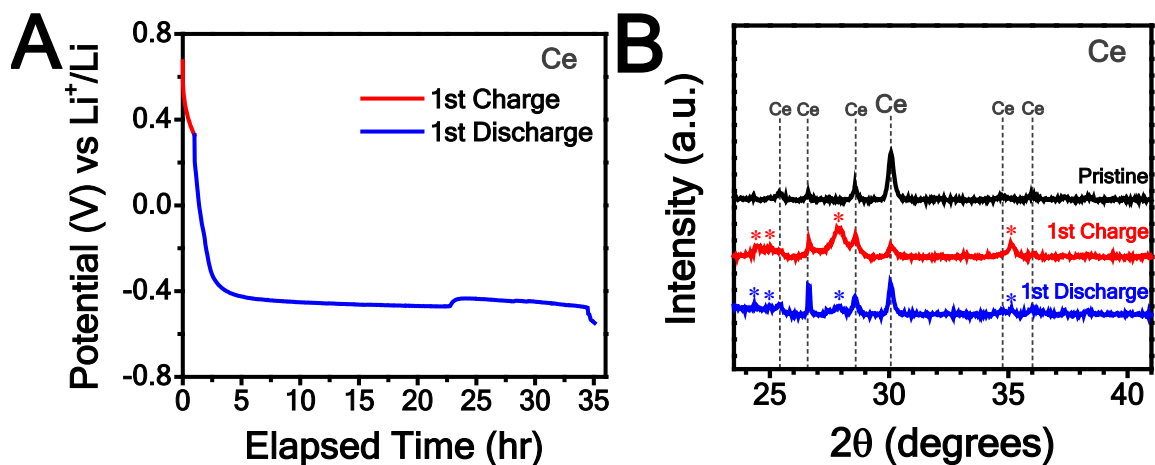 A
Potential (V) vs Li⁺/Li
0.8
0.4
0.0
-0.4
-0.8
Ce
1st Charge
1st Discharge
0 5 10 15 20 25 30 35
Elapsed Time (hr)
B
Intensity (a.u.)
Ce
Ce Ce Ce Ce Ce Ce
Pristine
* * * * 1st Charge
* * * * 1st Discharge
25 30 35 40
2θ (degrees)